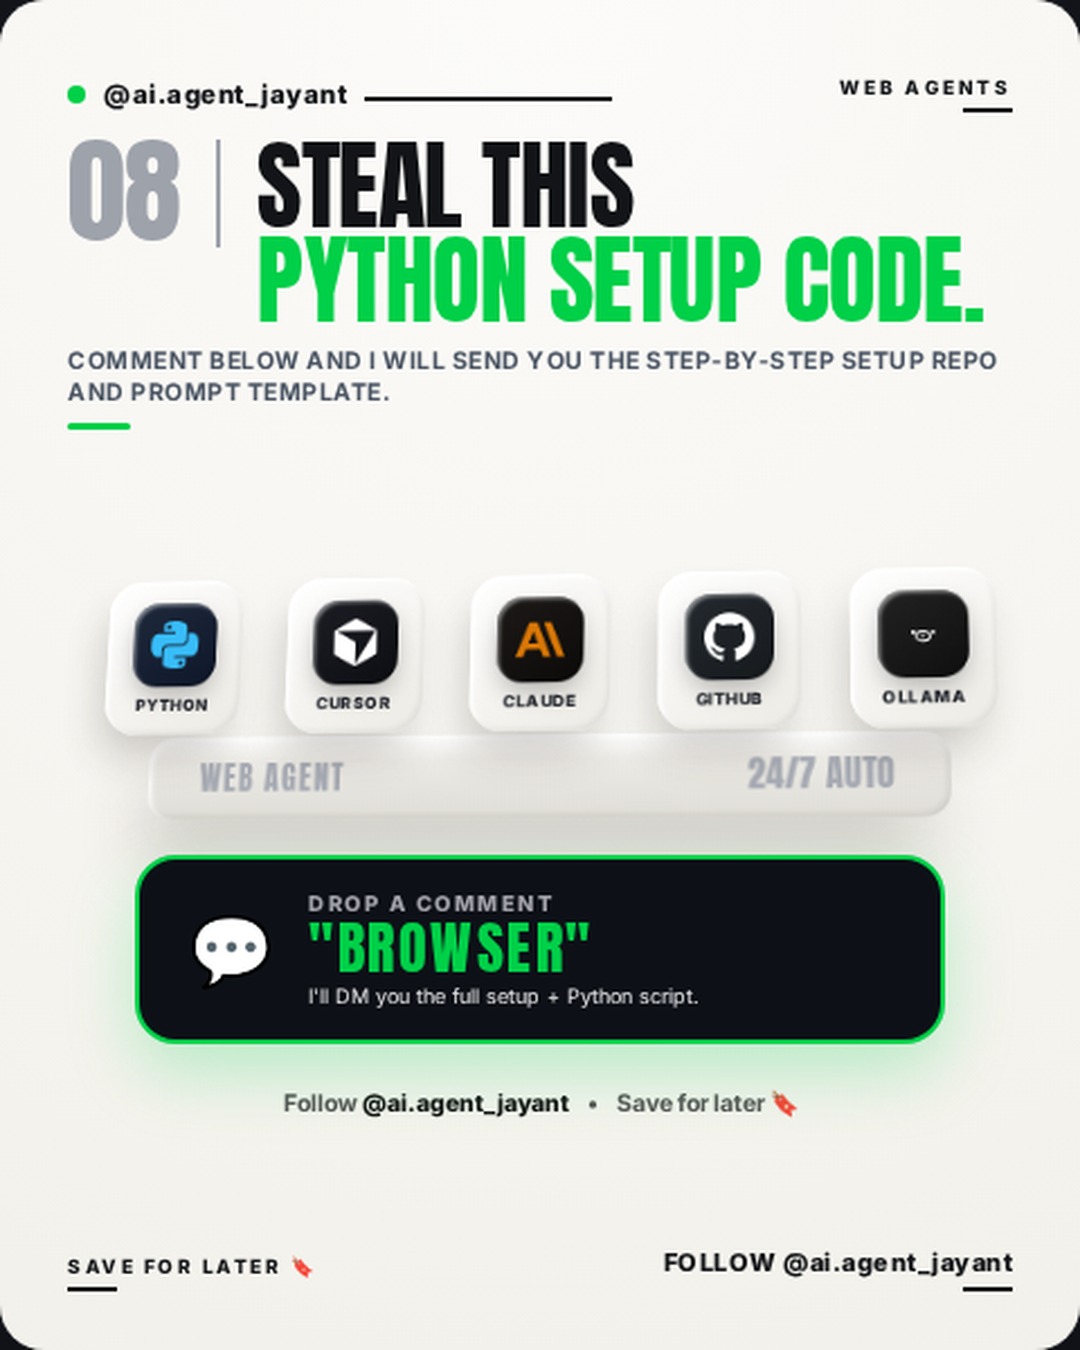 @ai.agent_jayant
WEB AGENTS
08
STEAL THIS
PYTHON SETUP CODE.
COMMENT BELOW AND I WILL SEND YOU THE STEP-BY-STEP SETUP REPO
AND PROMPT TEMPLATE.
PYTHON
CURSOR
CLAUDE
GITHUB
OLLAMA
WEB AGENT
24/7 AUTO
DROP A COMMENT
"BROWSER"
I'll DM you the full setup + Python script.
Follow @ai.agent_jayant • Save for later 🔖
SAVE FOR LATER 🔖
FOLLOW @ai.agent_jayant